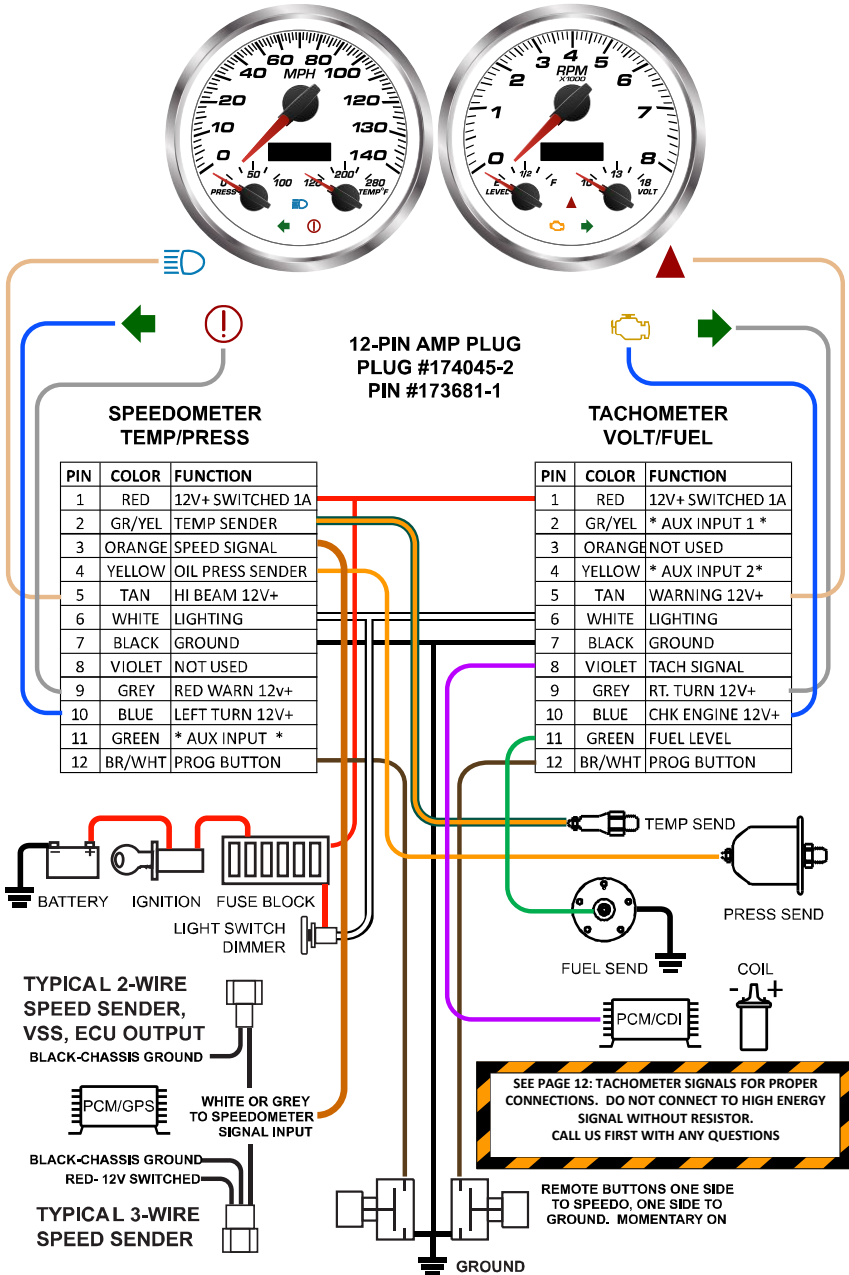 60 80
40 MPH 100
20 120
10 130
0 140
50 200
0 100 120 280
PRESS TEMP°F
3 4 5
2 RPM 6
X1000
1 7
0 8
1/2 13
E F 10 18
LEVEL VOLT
12-PIN AMP PLUG
PLUG #174045-2
PIN #173681-1
SPEEDOMETER
TEMP/PRESS
PIN COLOR FUNCTION
1 RED 12V+ SWITCHED 1A
2 GR/YEL TEMP SENDER
3 ORANGE SPEED SIGNAL
4 YELLOW OIL PRESS SENDER
5 TAN HI BEAM 12V+
6 WHITE LIGHTING
7 BLACK GROUND
8 VIOLET NOT USED
9 GREY RED WARN 12v+
10 BLUE LEFT TURN 12V+
11 GREEN * AUX INPUT *
12 BR/WHT PROG BUTTON
TACHOMETER
VOLT/FUEL
PIN COLOR FUNCTION
1 RED 12V+ SWITCHED 1A
2 GR/YEL * AUX INPUT 1 *
3 ORANGE NOT USED
4 YELLOW * AUX INPUT 2*
5 TAN WARNING 12V+
6 WHITE LIGHTING
7 BLACK GROUND
8 VIOLET TACH SIGNAL
9 GREY RT. TURN 12V+
10 BLUE CHK ENGINE 12V+
11 GREEN FUEL LEVEL
12 BR/WHT PROG BUTTON
- +
BATTERY
IGNITION
FUSE BLOCK
LIGHT SWITCH
DIMMER
TEMP SEND
PRESS SEND
FUEL SEND
COIL
- +
PCM/CDI
TYPICAL 2-WIRE
SPEED SENDER,
VSS, ECU OUTPUT
BLACK-CHASSIS GROUND
PCM/GPS
WHITE OR GREY
TO SPEEDOMETER
SIGNAL INPUT
BLACK-CHASSIS GROUND
RED- 12V SWITCHED
TYPICAL 3-WIRE
SPEED SENDER
SEE PAGE 12: TACHOMETER SIGNALS FOR PROPER
CONNECTIONS. DO NOT CONNECT TO HIGH ENERGY
SIGNAL WITHOUT RESISTOR.
CALL US FIRST WITH ANY QUESTIONS
REMOTE BUTTONS ONE SIDE
TO SPEEDO, ONE SIDE TO
GROUND. MOMENTARY ON
GROUND